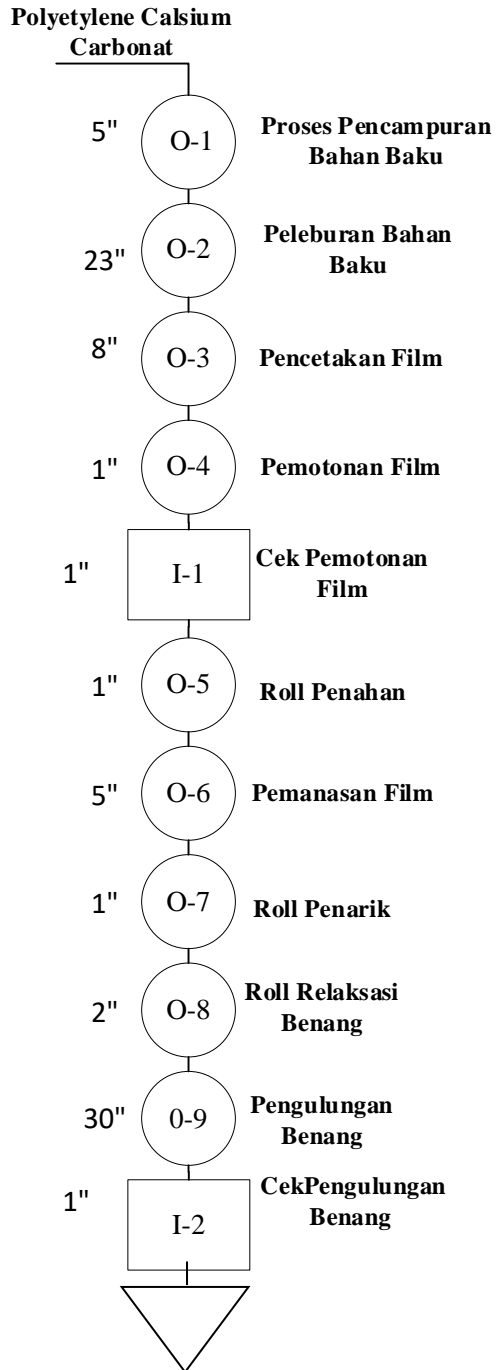 Polyetylene Calsium
Carbonat
5"
O-1
Proses Pencampuran
Bahan Baku
23"
O-2
Peleburan Bahan
Baku
8"
O-3
Pencetakan Film
1"
O-4
Pemotonan Film
1"
I-1
Cek Pemotonan
Film
1"
O-5
Roll Penahan
5"
O-6
Pemanasan Film
1"
O-7
Roll Penarik
2"
O-8
Roll Relaksasi
Benang
30"
0-9
Pengulungan
Benang
1"
I-2
CekPengulungan
Benang